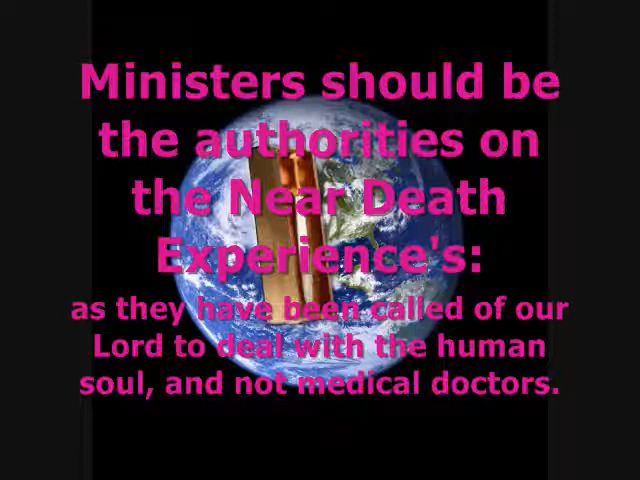 Ministers should be
the authorities on
the Near Death
Experience's:
as they have been called of our
Lord to deal with the human
soul, and not medical doctors.